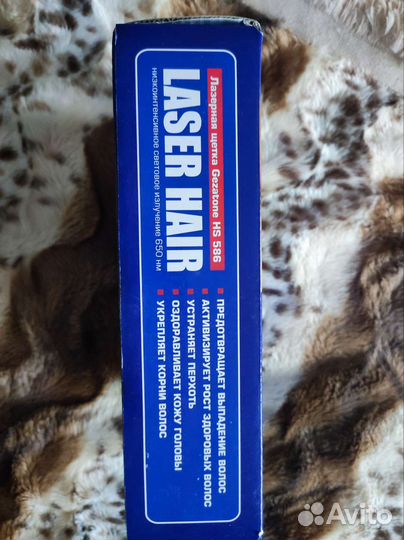 Лазерная щетка Gezatone HS 586
LASER HAIR
низкоинтенсивное световое излучение 650 нм
ПРЕДОТВРАЩАЕТ ВЫПАДЕНИЕ ВОЛОС
АКТИВИЗИРУЕТ РОСТ ЗДОРОВЫХ ВОЛОС
УСТРАНЯЕТ ПЕРХОТЬ
ОЗДОРАВЛИВАЕТ КОЖУ ГОЛОВЫ
УКРЕПЛЯЕТ КОРНИ ВОЛОС
Avito